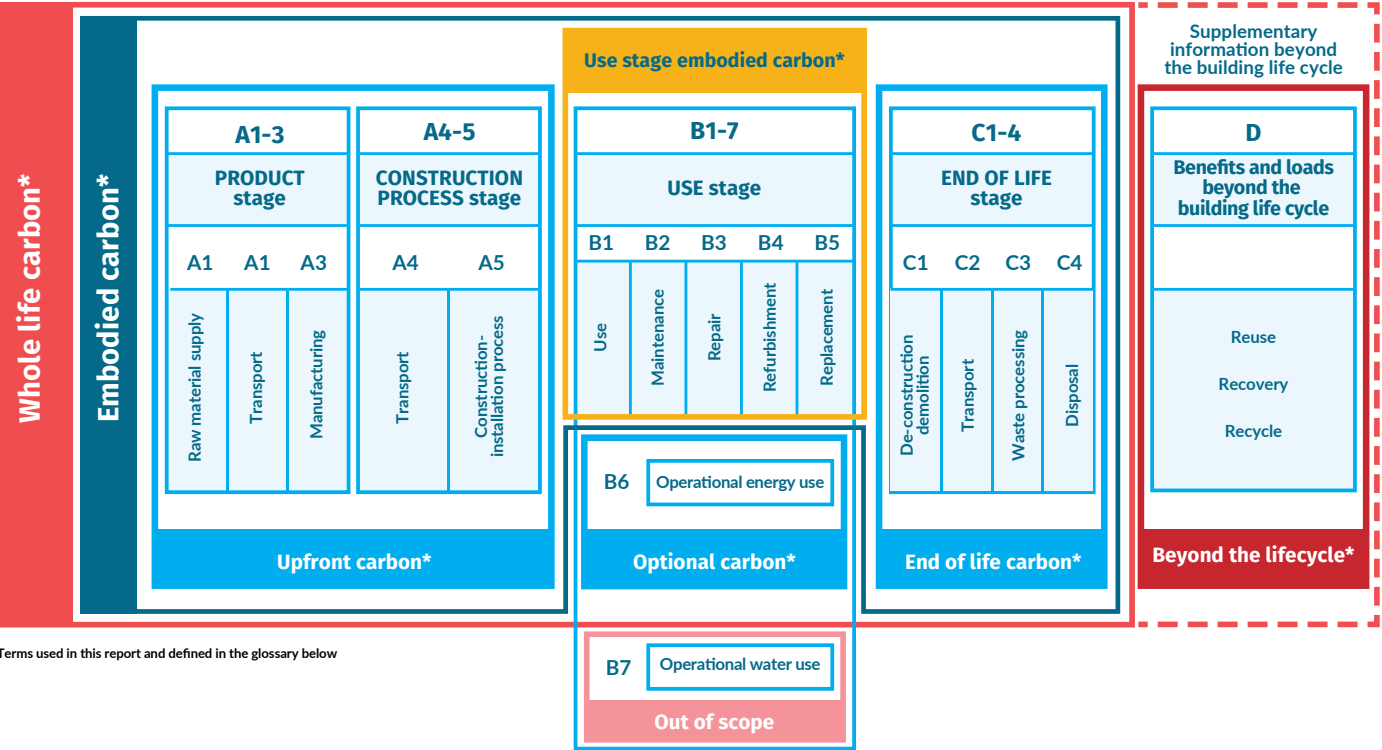 Whole life carbon*
Embodied carbon*
Use stage embodied carbon*
Supplementary
information beyond
the building life cycle
A1-3
PRODUCT
stage
A1 A1 A3
Raw material supply
Transport
Manufacturing
A4-5
CONSTRUCTION
PROCESS stage
A4 A5
Transport
Construction-
installation process
Upfront carbon*
B1-7
USE stage
B1 B2 B3 B4 B5
Use
Maintenance
Repair
Refurbishment
Replacement
B6 Operational energy use
Optional carbon*
B7 Operational water use
Out of scope
C1-4
END OF LIFE
stage
C1 C2 C3 C4
De-construction
demolition
Transport
Waste processing
Disposal
End of life carbon*
D
Benefits and loads
beyond the
building life cycle
Reuse
Recovery
Recycle
Beyond the lifecycle*
Terms used in this report and defined in the glossary below